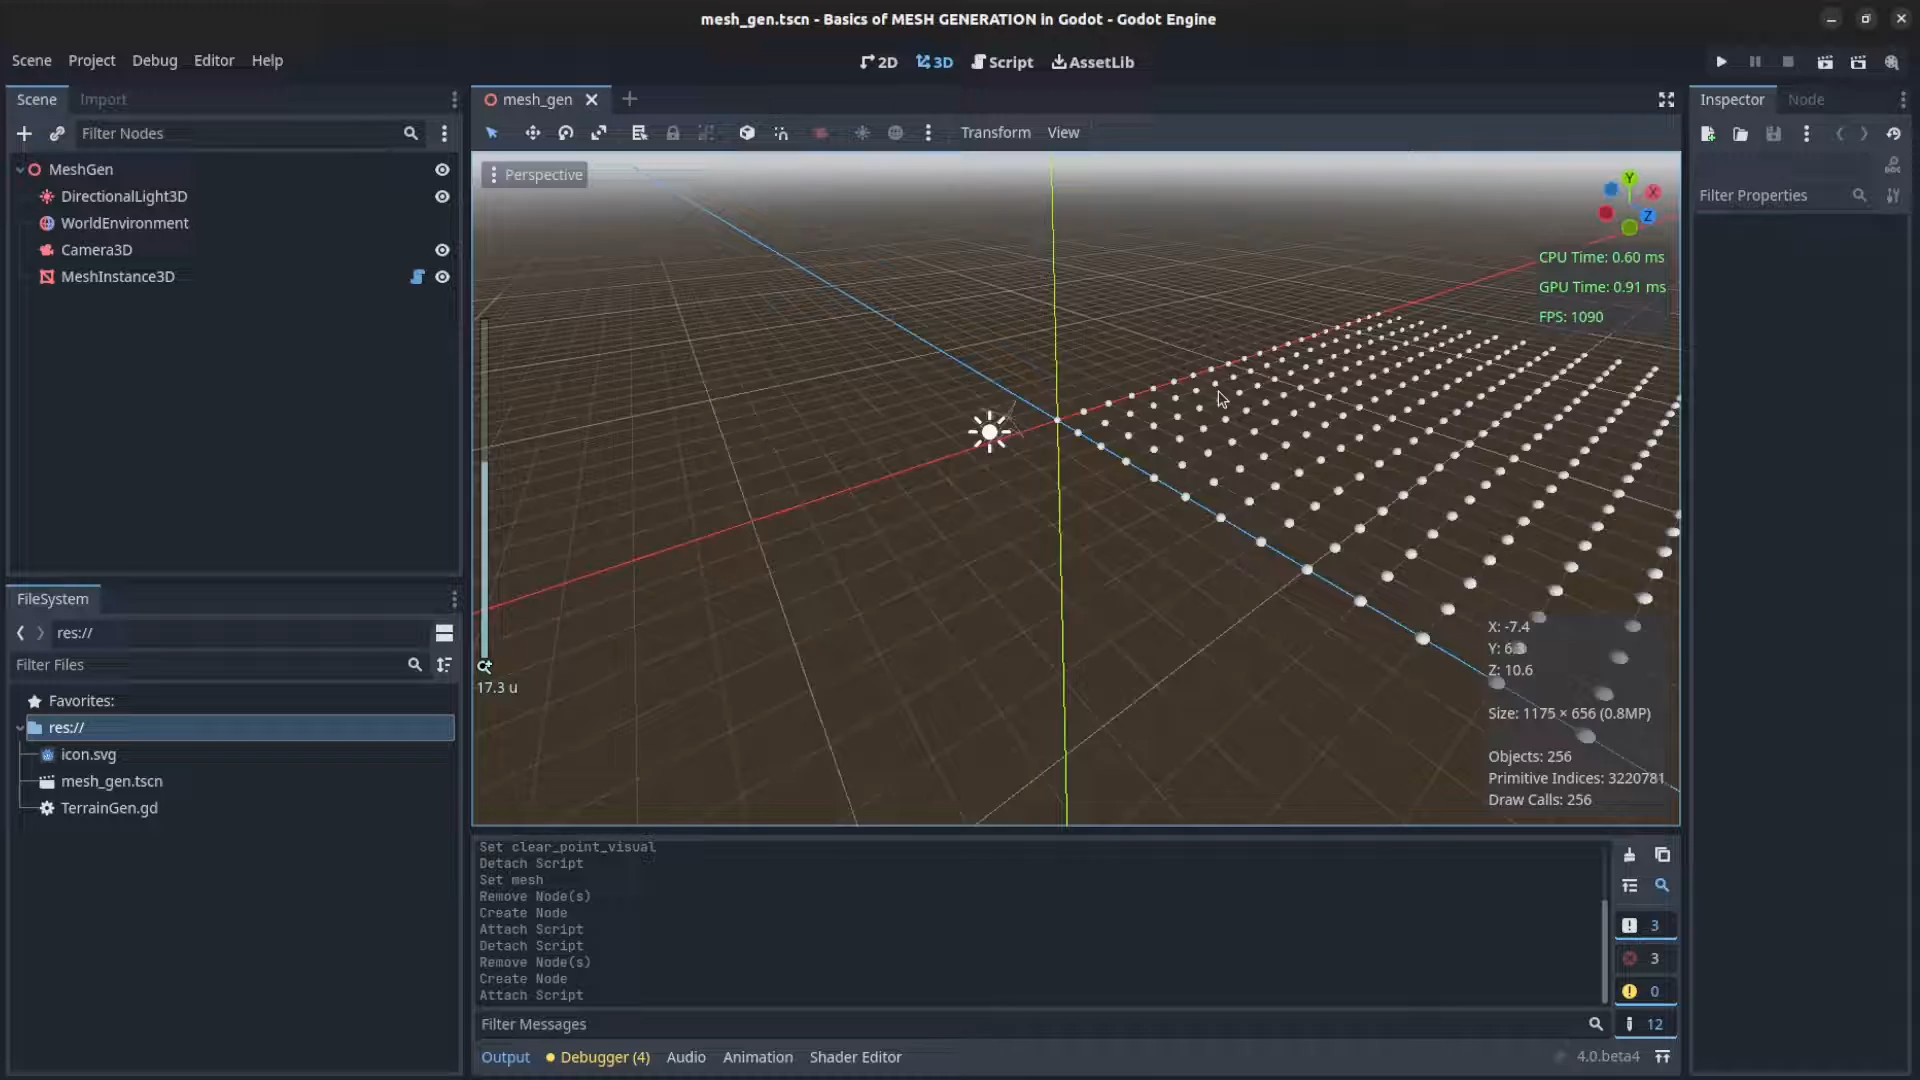 mesh_gen.tscn - Basics of MESH GENERATION in Godot - Godot Engine
Scene Project Debug Editor Help
2D 3D Script AssetLib
Scene Import
Filter Nodes
MeshGen
DirectionalLight3D
WorldEnvironment
Camera3D
MeshInstance3D
FileSystem
res://
Filter Files
Favorites:
res://
icon.svg
mesh_gen.tscn
TerrainGen.gd
mesh_gen
Transform View
Perspective
Y
X
Z
CPU Time: 0.60 ms
GPU Time: 0.91 ms
FPS: 1090
17.3 u
X: -7.4
Y: 6.3
Z: 10.6
Size: 1175 × 656 (0.8MP)
Objects: 256
Primitive Indices: 3220781
Draw Calls: 256
Set clear_point_visual
Detach Script
Set mesh
Remove Node(s)
Create Node
Attach Script
Detach Script
Remove Node(s)
Create Node
Attach Script
3
3
0
12
Filter Messages
Output Debugger (4) Audio Animation Shader Editor
4.0.beta4
Inspector Node
Filter Properties